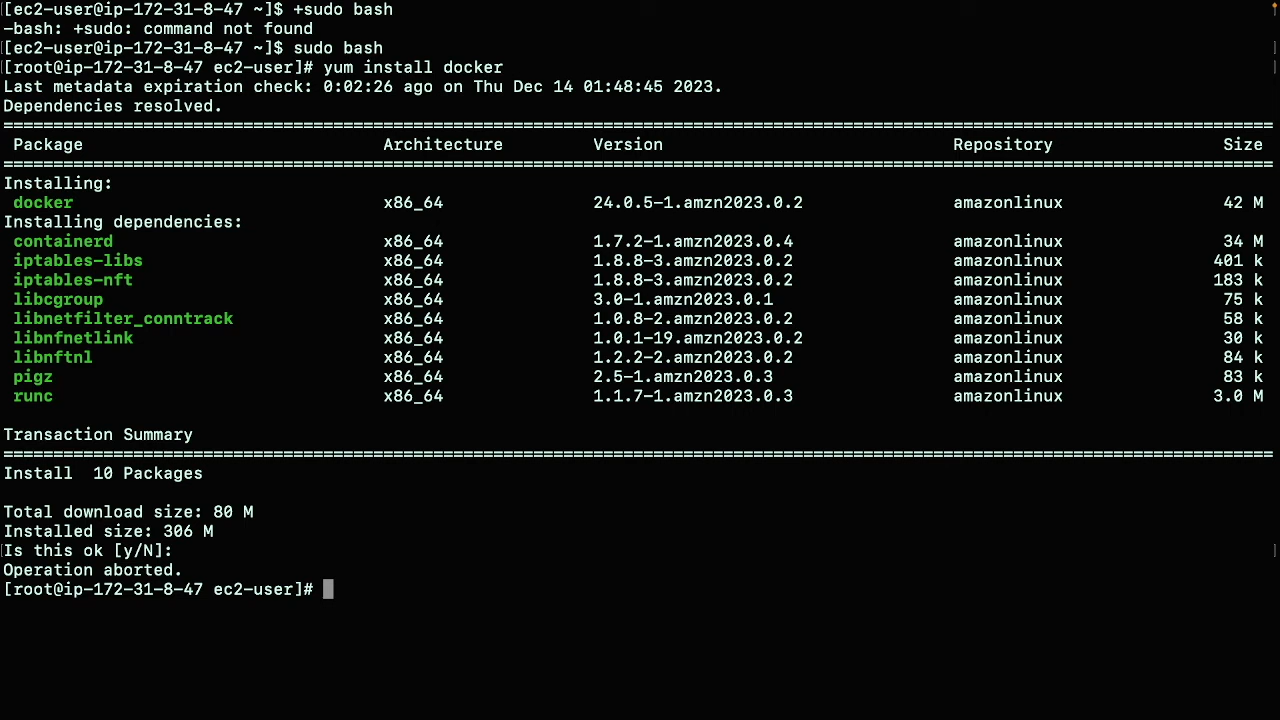 [ec2-user@ip-172-31-8-47 ~]$ +sudo bash
-bash: +sudo: command not found
[ec2-user@ip-172-31-8-47 ~]$ sudo bash
[root@ip-172-31-8-47 ec2-user]# yum install docker
Last metadata expiration check: 0:02:26 ago on Thu Dec 14 01:48:45 2023.
Dependencies resolved.
================================================================================================================================
Package Architecture Version Repository Size
================================================================================================================================
Installing:
docker x86_64 24.0.5-1.amzn2023.0.2 amazonlinux 42 M
Installing dependencies:
containerd x86_64 1.7.2-1.amzn2023.0.4 amazonlinux 34 M
iptables-libs x86_64 1.8.8-3.amzn2023.0.2 amazonlinux 401 k
iptables-nft x86_64 1.8.8-3.amzn2023.0.2 amazonlinux 183 k
libcgroup x86_64 3.0-1.amzn2023.0.1 amazonlinux 75 k
libnetfilter_conntrack x86_64 1.0.8-2.amzn2023.0.2 amazonlinux 58 k
libnfnetlink x86_64 1.0.1-19.amzn2023.0.2 amazonlinux 30 k
libnftnl x86_64 1.2.2-2.amzn2023.0.2 amazonlinux 84 k
pigz x86_64 2.5-1.amzn2023.0.3 amazonlinux 83 k
runc x86_64 1.1.7-1.amzn2023.0.3 amazonlinux 3.0 M
Transaction Summary
================================================================================================================================
Install 10 Packages
Total download size: 80 M
Installed size: 306 M
Is this ok [y/N]:
Operation aborted.
[root@ip-172-31-8-47 ec2-user]#